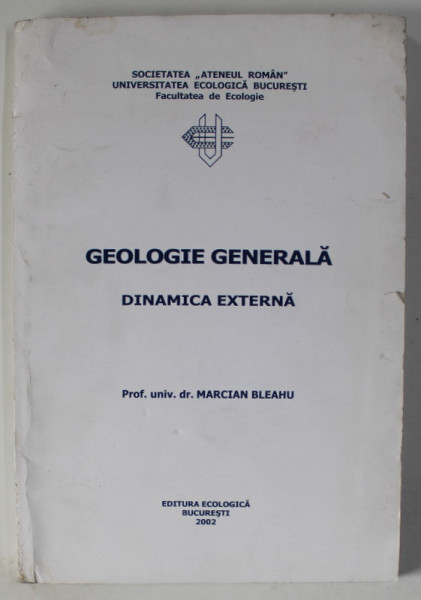 SOCIETATEA „ATENEUL ROMÂN"
UNIVERSITATEA ECOLOGICĂ BUCUREŞTI
Facultatea de Ecologie
GEOLOGIE GENERALĂ
DINAMICA EXTERNĂ
Prof. univ. dr. MARCIAN BLEAHU
EDITURA ECOLOGICĂ
BUCUREŞTI
2002